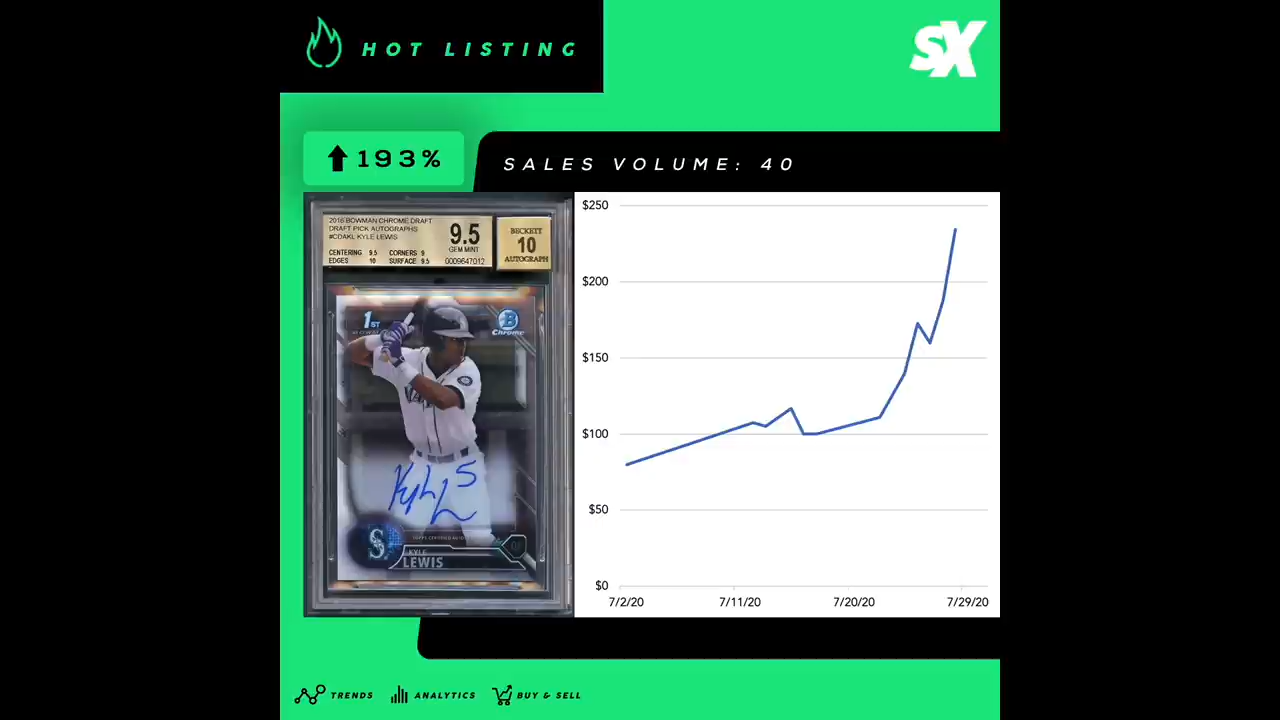 HOT LISTING
SX
193%
SALES VOLUME: 40
2016 BOWMAN CHROME DRAFT
DRAFT PICK AUTOGRAPHS
#CDAKL KYLE LEWIS
CENTERING 9.5 CORNERS 9
EDGES 10 SURFACE 9.5
9.5
GEM MINT
0009647012
BECKETT
10
AUTOGRAPH
1ST
B
Chrome
KYLE
LEWIS
$250
$200
$150
$100
$50
$0
7/2/20 7/11/20 7/20/20 7/29/20
TRENDS ANALYTICS BUY & SELL